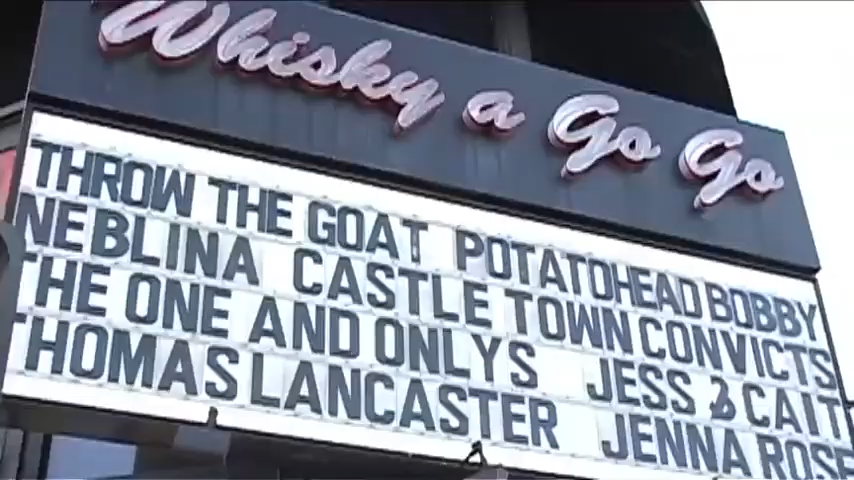 Whisky a Go Go
THROW THE GOAT POTATOHEAD BOBBY
NEBLINA CASTLE TOWN CONVICTS
THE ONE AND ONLYS JESS & CAIT
THOMAS LANCASTER JENNA ROSE